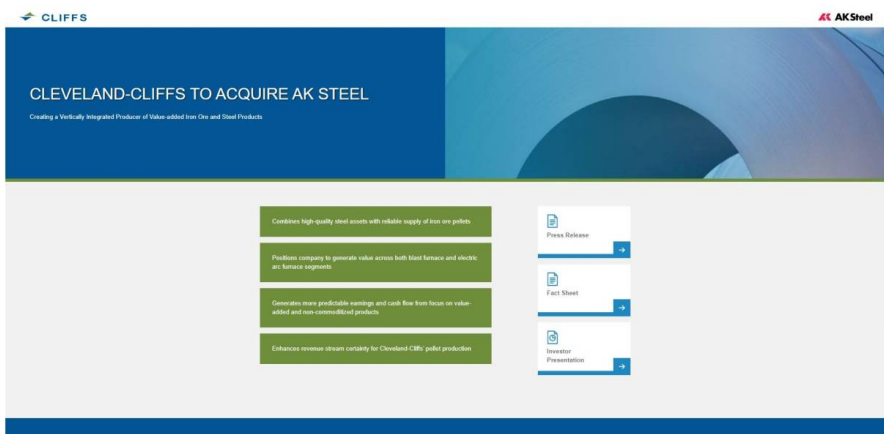 CLIFFS
AK Steel
CLEVELAND-CLIFFS TO ACQUIRE AK STEEL
Creating a Vertically Integrated Producer of Value-added Iron Ore and Steel Products
Combines high-quality steel assets with reliable supply of iron ore pellets
Positions company to generate value across both blast furnace and electric
arc furnace segments
Generates more predictable earnings and cash flow from focus on value-
added and non-commoditized products
Enhances revenue stream certainty for Cleveland-Cliffs' pellet production
Press Release
Fact Sheet
Investor
Presentation